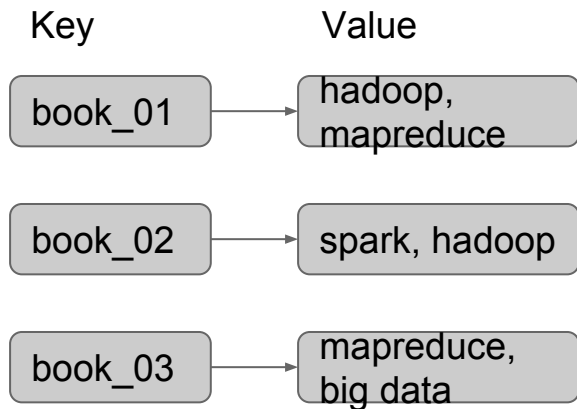 Key Value
book_01 hadoop,
mapreduce
book_02 spark, hadoop
book_03 mapreduce,
big data